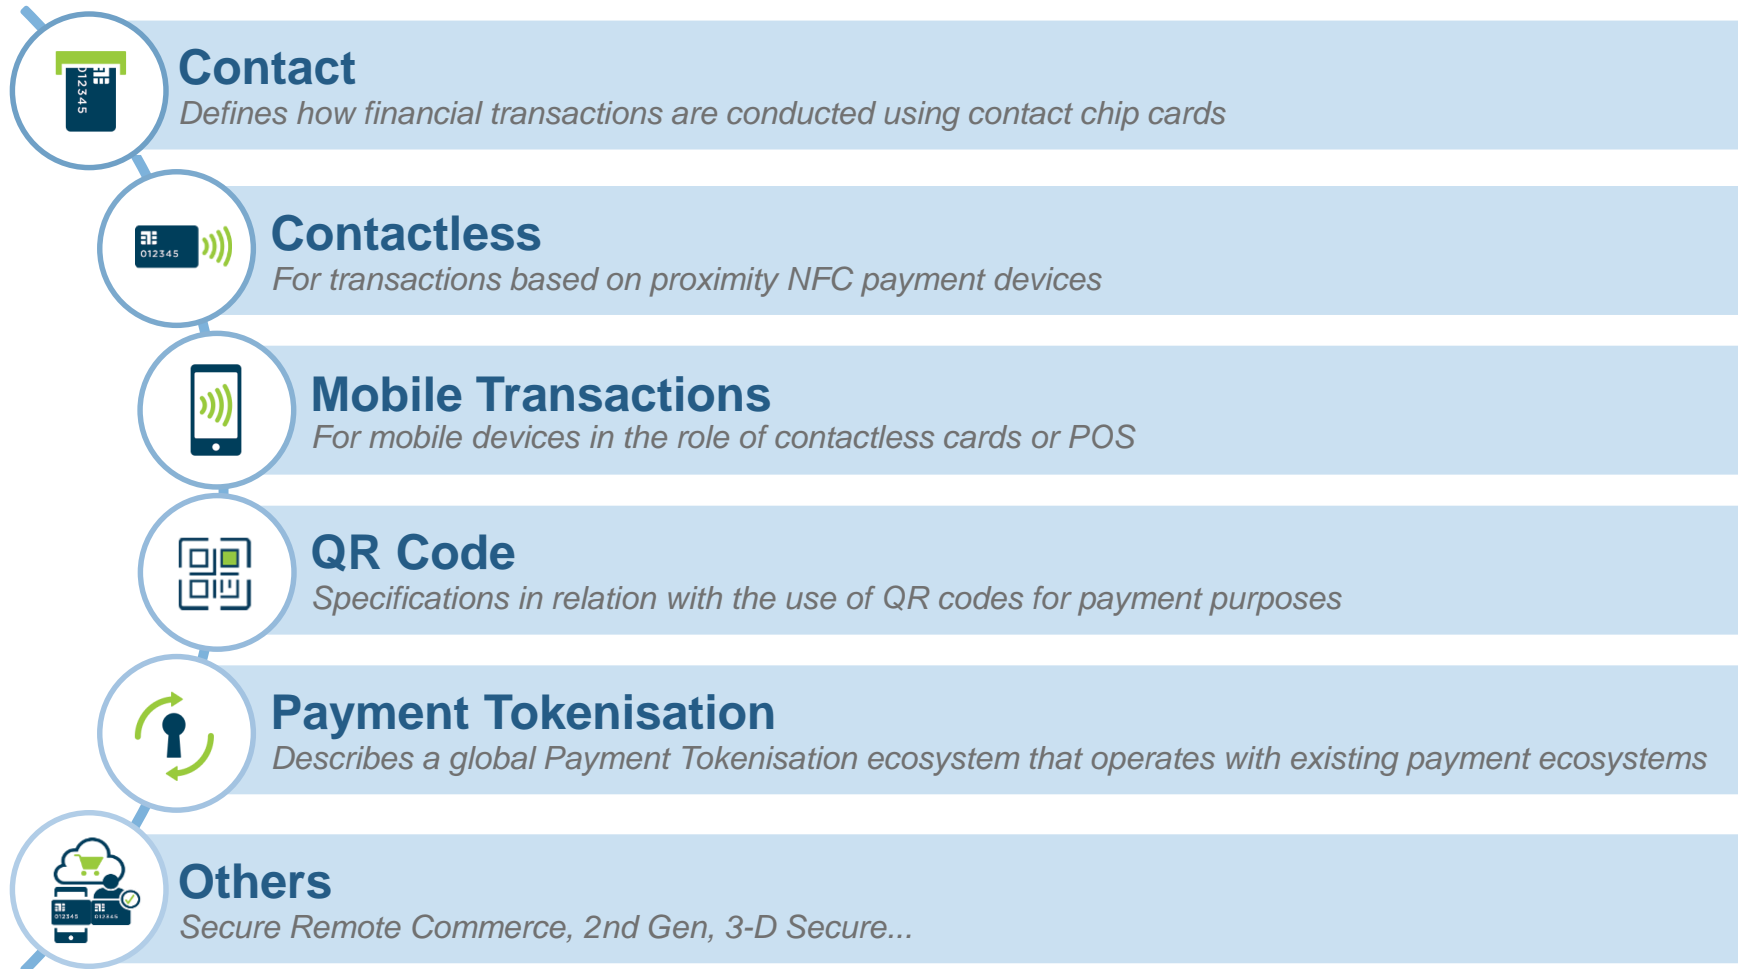 012345
Contact
Defines how financial transactions are conducted using contact chip cards
012345
Contactless
For transactions based on proximity NFC payment devices
Mobile Transactions
For mobile devices in the role of contactless cards or POS
QR Code
Specifications in relation with the use of QR codes for payment purposes
Payment Tokenisation
Describes a global Payment Tokenisation ecosystem that operates with existing payment ecosystems
012345
012345
Others
Secure Remote Commerce, 2nd Gen, 3-D Secure...